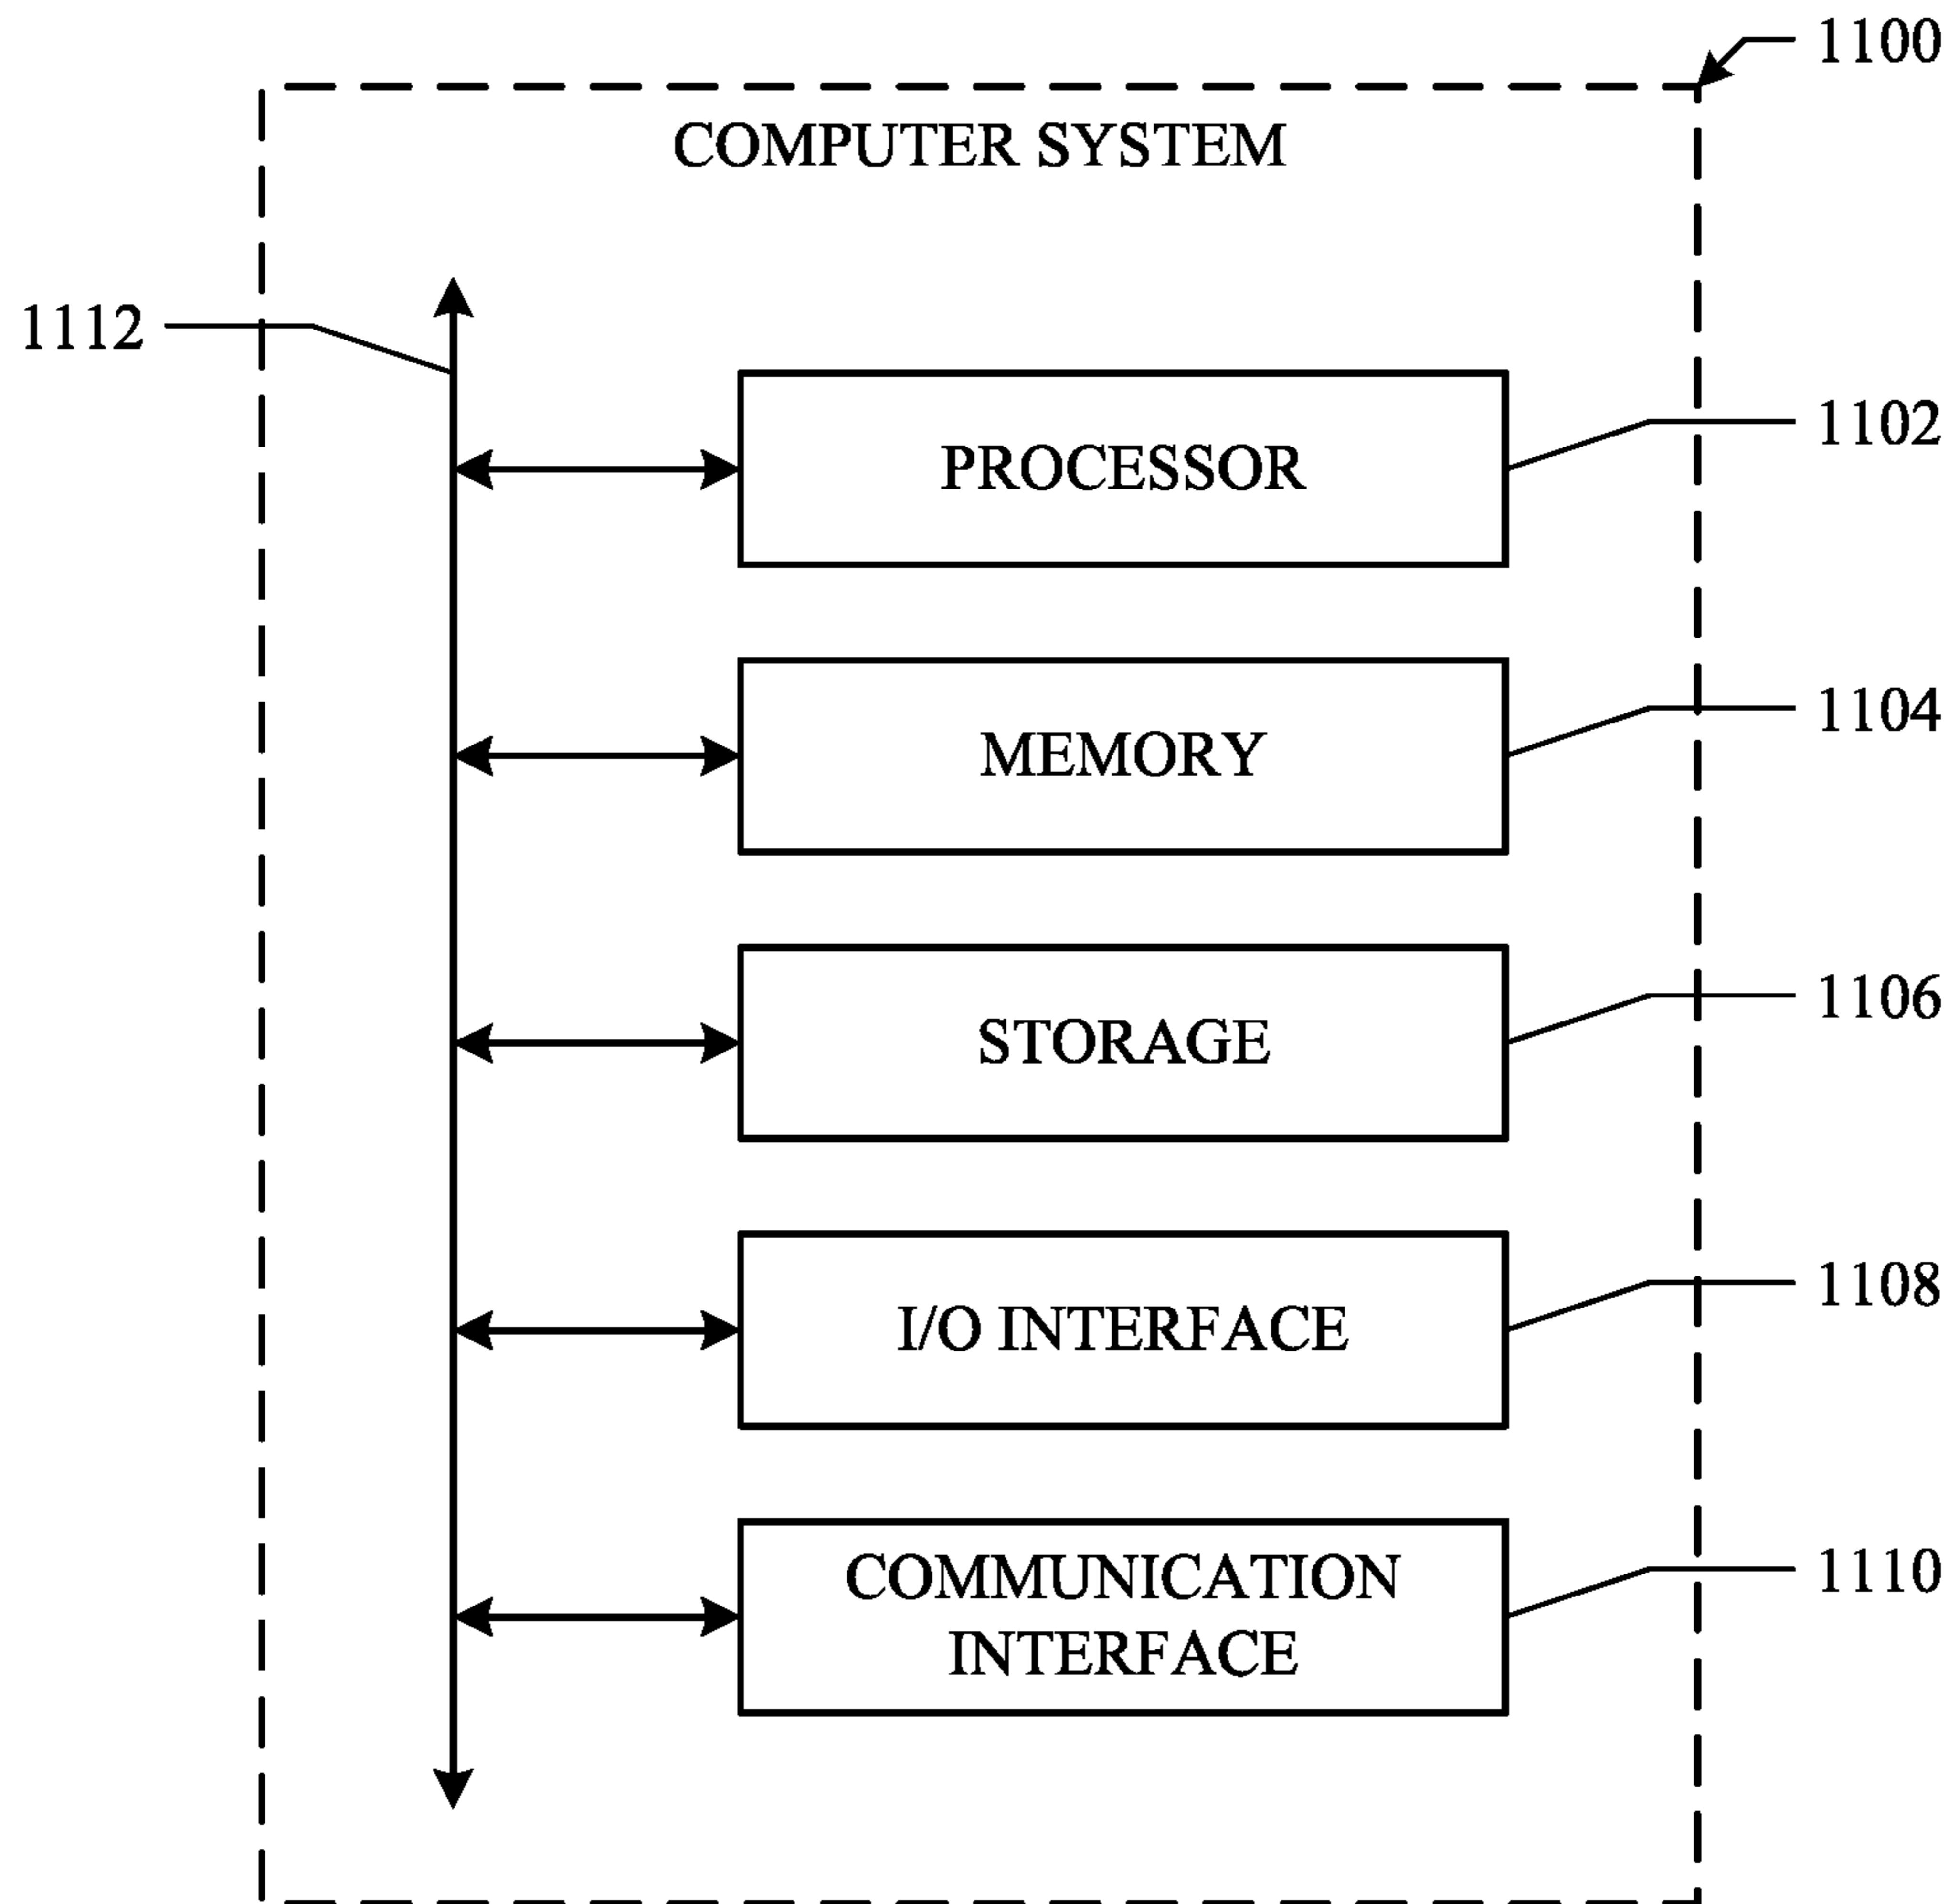 1100
COMPUTER SYSTEM
1112
1102
PROCESSOR
1104
MEMORY
1106
STORAGE
1108
I/O INTERFACE
1110
COMMUNICATION
INTERFACE